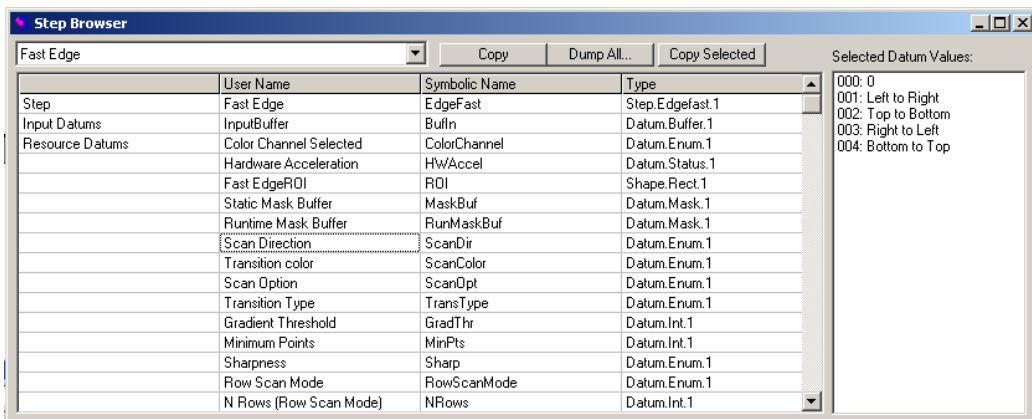 Step Browser
Fast Edge Copy Dump All... Copy Selected Selected Datum Values:
User Name Symbolic Name Type
Step Fast Edge EdgeFast Step.Edgefast.1
Input Datums InputBuffer BufIn Datum.Buffer.1
Resource Datums Color Channel Selected ColorChannel Datum.Enum.1
Hardware Acceleration HWAccel Datum.Status.1
Fast EdgeROI ROI Shape.Rect.1
Static Mask Buffer MaskBuf Datum.Mask.1
Runtime Mask Buffer RunMaskBuf Datum.Mask.1
Scan Direction ScanDir Datum.Enum.1
Transition color ScanColor Datum.Enum.1
Scan Option ScanOpt Datum.Enum.1
Transition Type TransType Datum.Enum.1
Gradient Threshold GradThr Datum.Int.1
Minimum Points MinPts Datum.Int.1
Sharpness Sharp Datum.Enum.1
Row Scan Mode RowScanMode Datum.Enum.1
N Rows (Row Scan Mode) NRows Datum.Int.1
000: 0
001: Left to Right
002: Top to Bottom
003: Right to Left
004: Bottom to Top